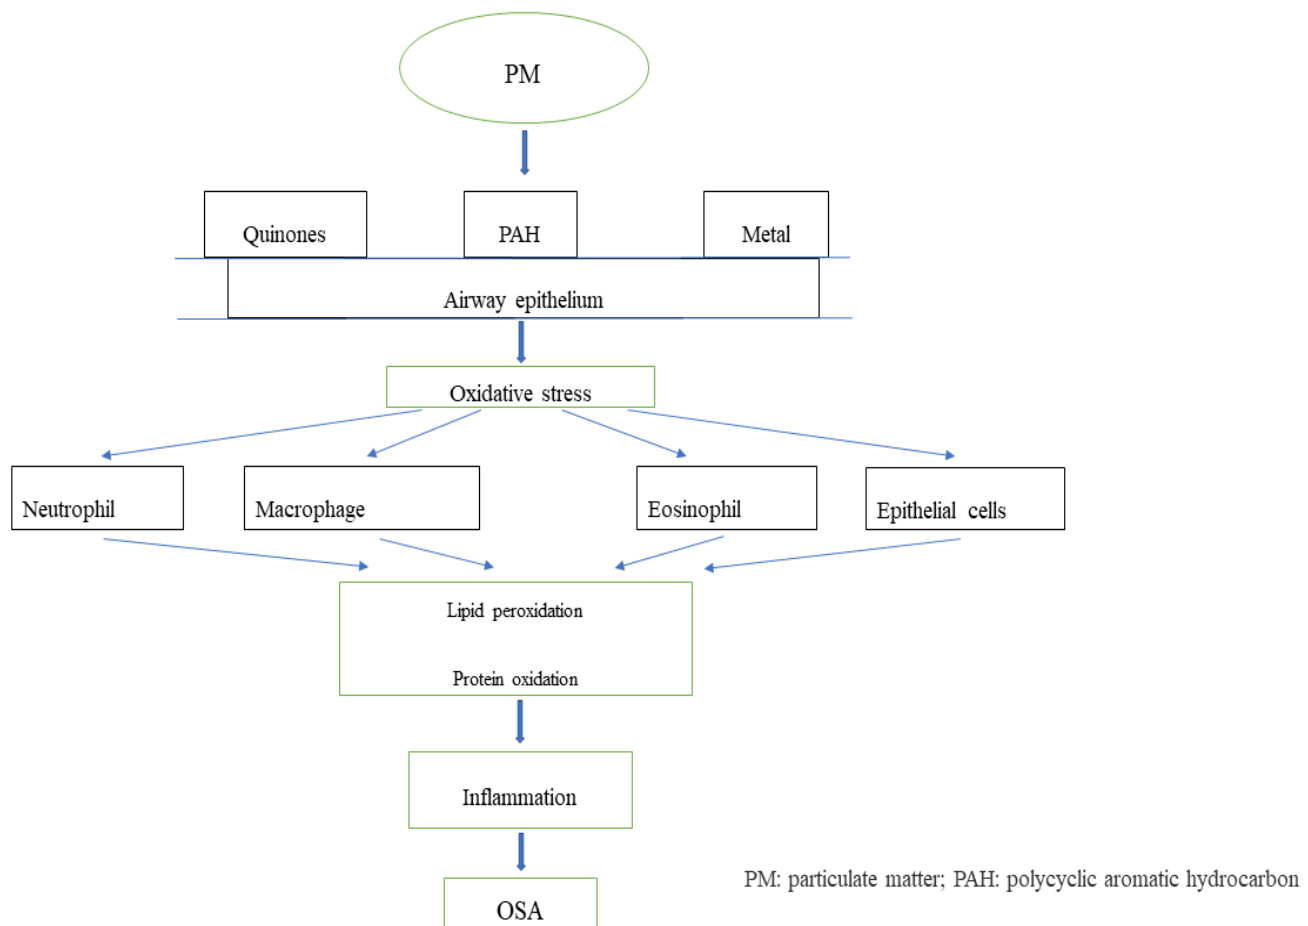 PM
Quinones
PAH
Metal
Airway epithelium
Oxidative stress
Neutrophil
Macrophage
Eosinophil
Epithelial cells
Lipid peroxidation
Protein oxidation
Inflammation
OSA
PM: particulate matter; PAH: polycyclic aromatic hydrocarbon